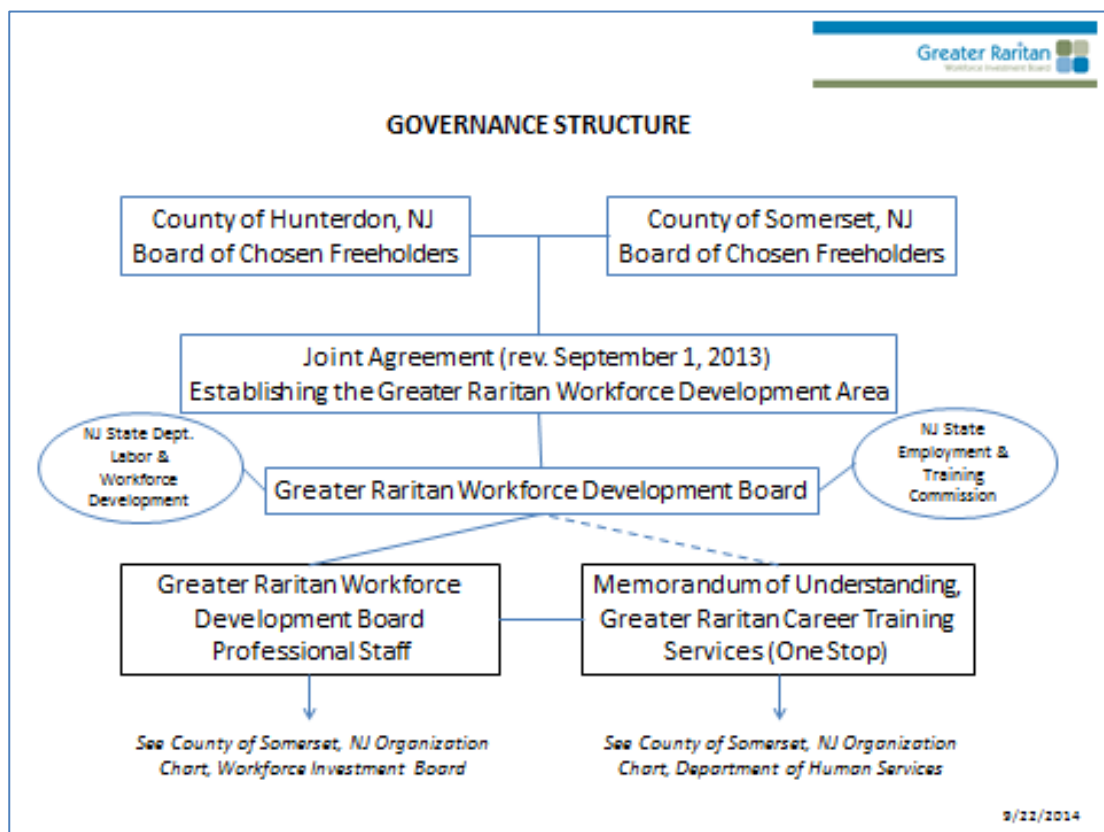 Greater Raritan
Workforce Investment Board
GOVERNANCE STRUCTURE
County of Hunterdon, NJ
Board of Chosen Freeholders
County of Somerset, NJ
Board of Chosen Freeholders
Joint Agreement (rev. September 1, 2013)
Establishing the Greater Raritan Workforce Development Area
NJ State Dept.
Labor &
Workforce
Development
NJ State
Employment &
Training
Commission
Greater Raritan Workforce Development Board
Greater Raritan Workforce
Development Board
Professional Staff
Memorandum of Understanding,
Greater Raritan Career Training
Services (One Stop)
See County of Somerset, NJ Organization
Chart, Workforce Investment Board
See County of Somerset, NJ Organization
Chart, Department of Human Services
9/22/2014